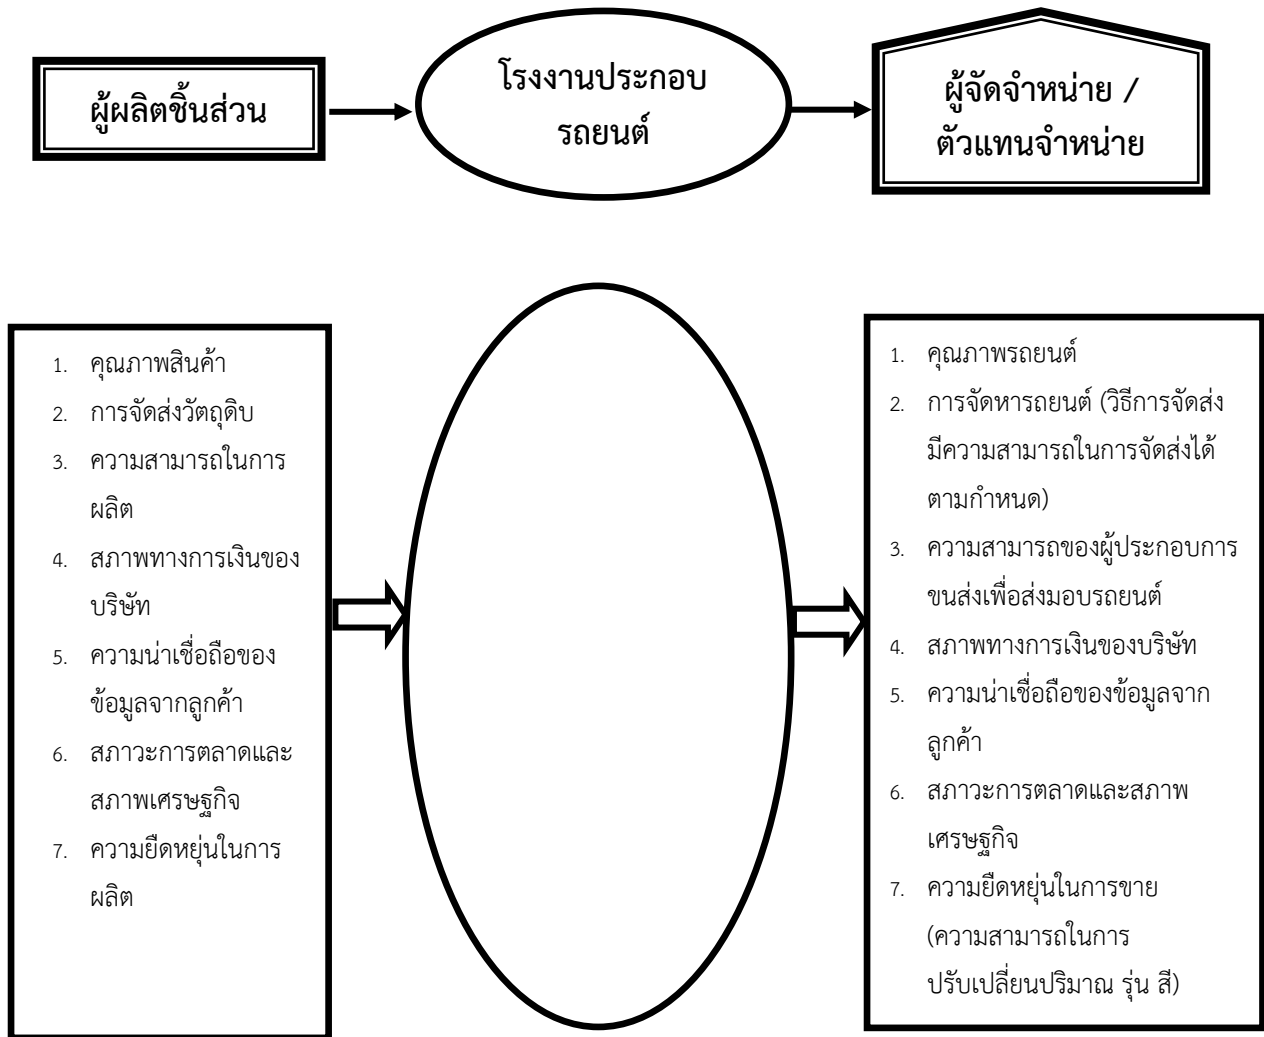 ผู้ผลิตชิ้นส่วน
โรงงานประกอบ
รถยนต์
ผู้จัดจำหน่าย /
ตัวแทนจำหน่าย
1. คุณภาพสินค้า
2. การจัดส่งวัตถุดิบ
3. ความสามารถในการ
ผลิต
4. สภาพทางการเงินของ
บริษัท
5. ความน่าเชื่อถือของ
ข้อมูลจากลูกค้า
6. สภาวะการตลาดและ
สภาพเศรษฐกิจ
7. ความยืดหยุ่นในการ
ผลิต
1. คุณภาพรถยนต์
2. การจัดหารถยนต์ (วิธีการจัดส่ง
มีความสามารถในการจัดส่งได้
ตามกำหนด)
3. ความสามารถของผู้ประกอบการ
ขนส่งเพื่อส่งมอบรถยนต์
4. สภาพทางการเงินของบริษัท
5. ความน่าเชื่อถือของข้อมูลจาก
ลูกค้า
6. สภาวะการตลาดและสภาพ
เศรษฐกิจ
7. ความยืดหยุ่นในการขาย
(ความสามารถในการ
ปรับเปลี่ยนปริมาณ รุ่น สี)